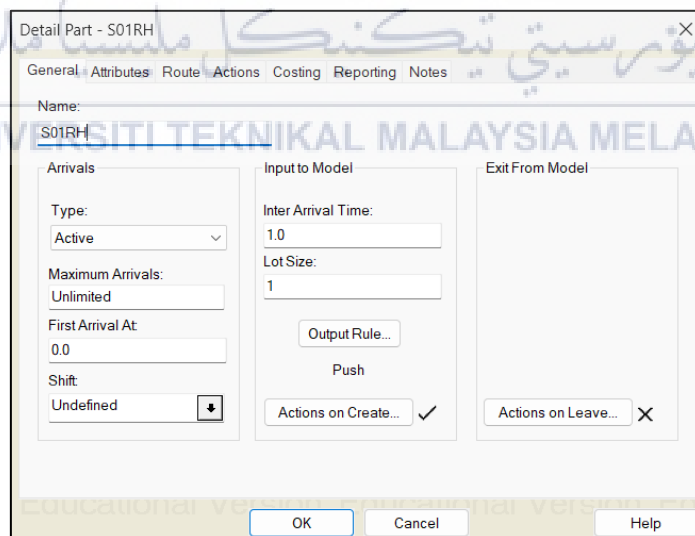 Detail Part - S01RH
ليسيا
تيكنيكل
General Attributes Route Actions Costing Reporting Notes
Name:
S01RH
VERSITI TEKNIKAL MALAYSIA MELA
Arrivals
Type:
Active
Maximum Arrivals:
Unlimited
First Arrival At:
0.0
Shift:
Undefined
Input to Model
Inter Arrival Time:
1.0
Lot Size:
1
Output Rule...
Push
Actions on Create...
Exit From Model
Actions on Leave...
Educational Version Educational Version Ed
OK Cancel Help